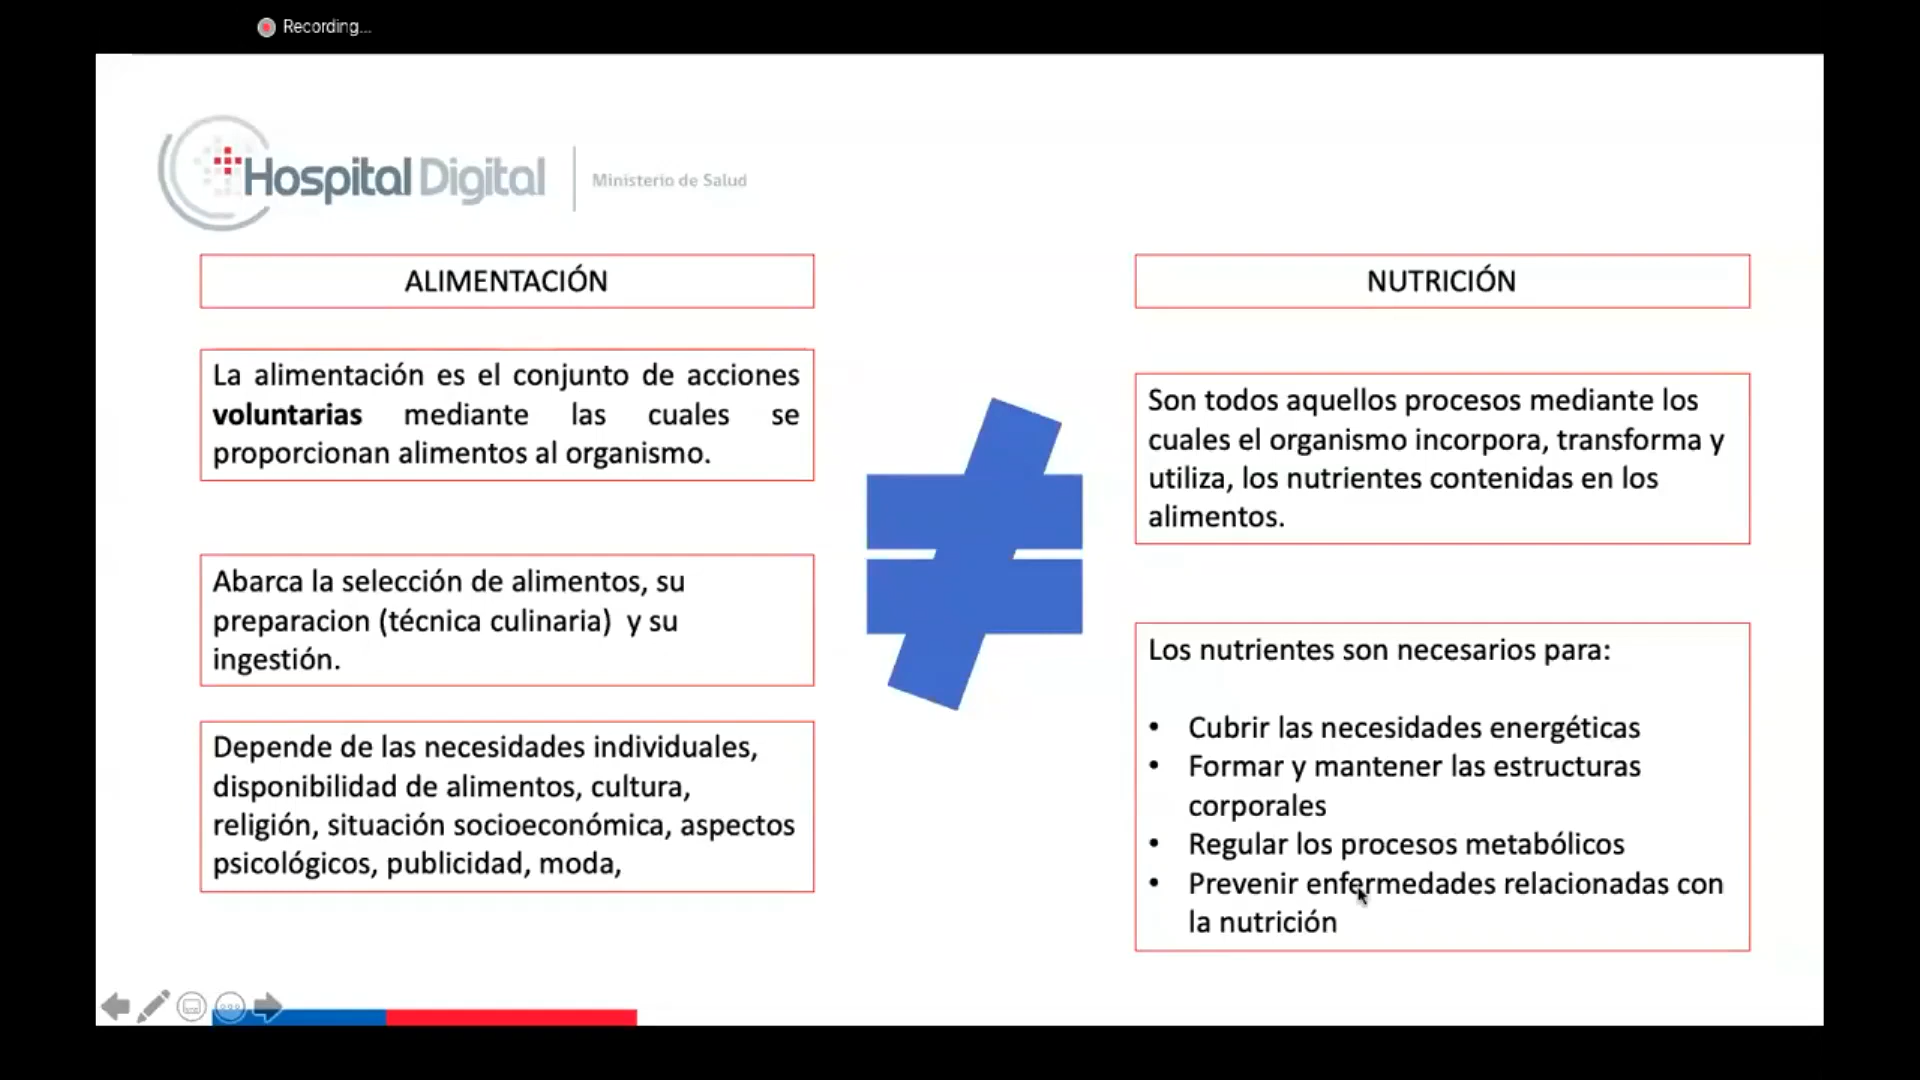 Recording...
Hospital Digital
Ministerio de Salud
ALIMENTACIÓN
La alimentación es el conjunto de acciones
voluntarias mediante las cuales se
proporcionan alimentos al organismo.
Abarca la selección de alimentos, su
preparacion (técnica culinaria) y su
ingestión.
Depende de las necesidades individuales,
disponibilidad de alimentos, cultura,
religión, situación socioeconómica, aspectos
psicológicos, publicidad, moda,
NUTRICIÓN
Son todos aquellos procesos mediante los
cuales el organismo incorpora, transforma y
utiliza, los nutrientes contenidas en los
alimentos.
Los nutrientes son necesarios para:
• Cubrir las necesidades energéticas
• Formar y mantener las estructuras
corporales
• Regular los procesos metabólicos
• Prevenir enfermedades relacionadas con
la nutrición